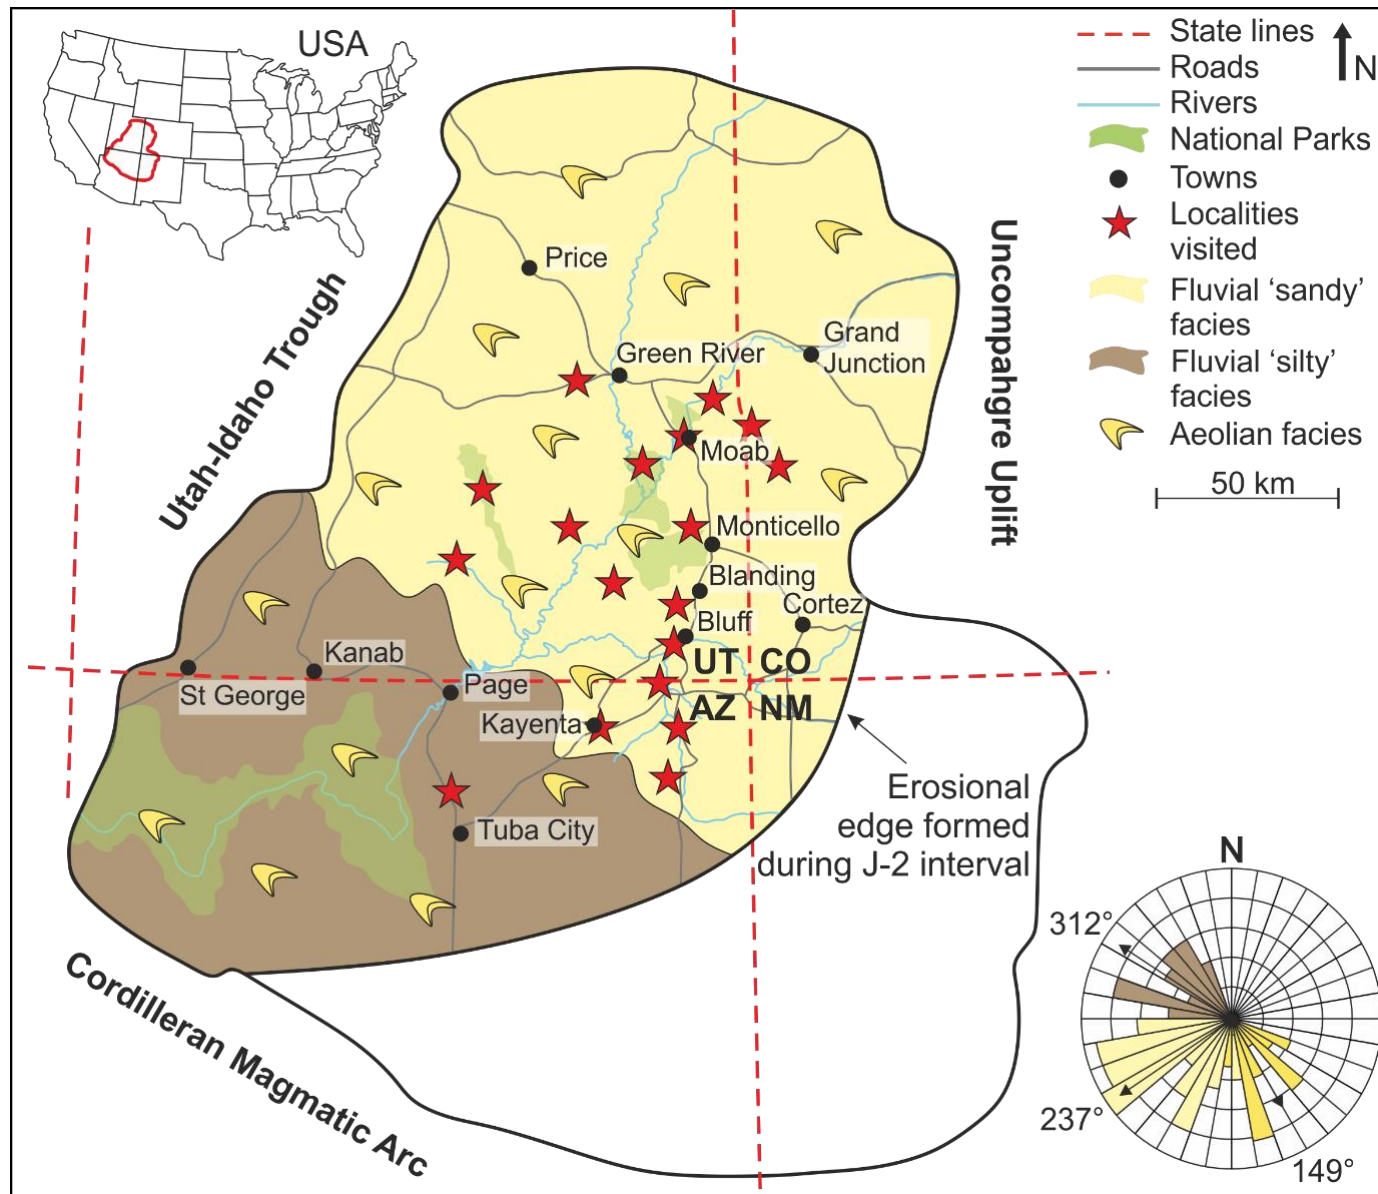 USA
State lines
N
Roads
Rivers
National Parks
Towns
Localities
visited
Fluvial ‘sandy’
facies
Fluvial ‘silty’
facies
Aeolian facies
50 km
Utah-Idaho Trough
Uncompahgre Uplift
Cordilleran Magmatic Arc
Price
Green River
Grand
Junction
Moab
Monticello
Blanding
Cortez
Bluff
UT CO
AZ NM
Kanab
St George
Page
Kayenta
Tuba City
Erosional
edge formed
during J-2 interval
N
312°
237°
149°